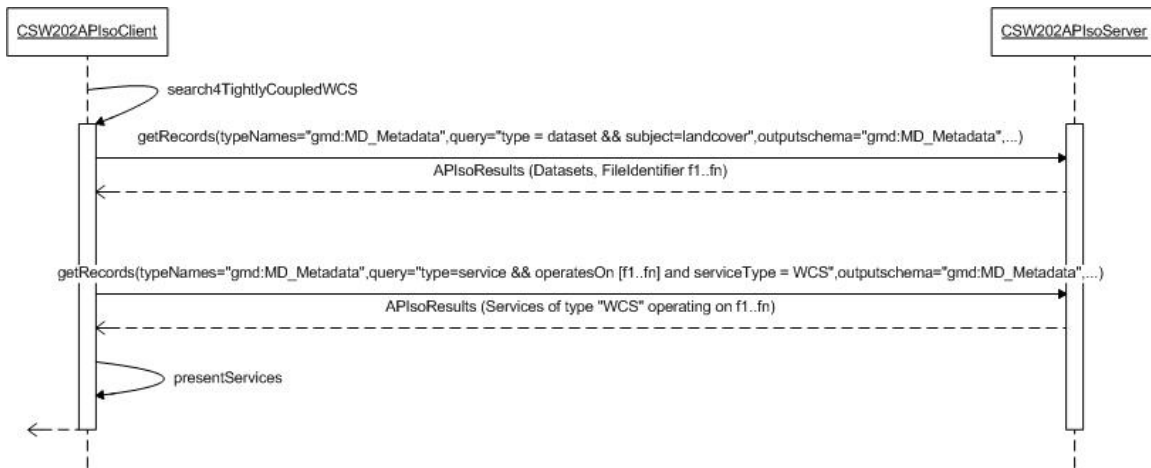 CSW202APIsoClient
CSW202APIsoServer
search4TightlyCoupledWCS
getRecords(typeNames="gmd:MD_Metadata",query="type = dataset && subject=landcover",outputschema="gmd:MD_Metadata",...)
APIsoResults (Datasets, FileIdentifier f1..fn)
getRecords(typeNames="gmd:MD_Metadata",query="type=service && operatesOn [f1..fn] and serviceType = WCS",outputschema="gmd:MD_Metadata",...)
APIsoResults (Services of type "WCS" operating on f1..fn)
presentServices